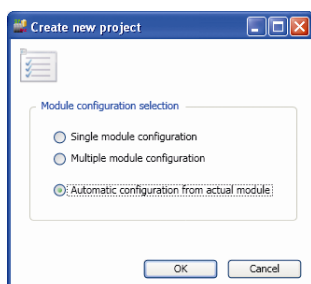 Create new project
Module configuration selection
Single module configuration
Multiple module configuration
Automatic configuration from actual module
OK
Cancel